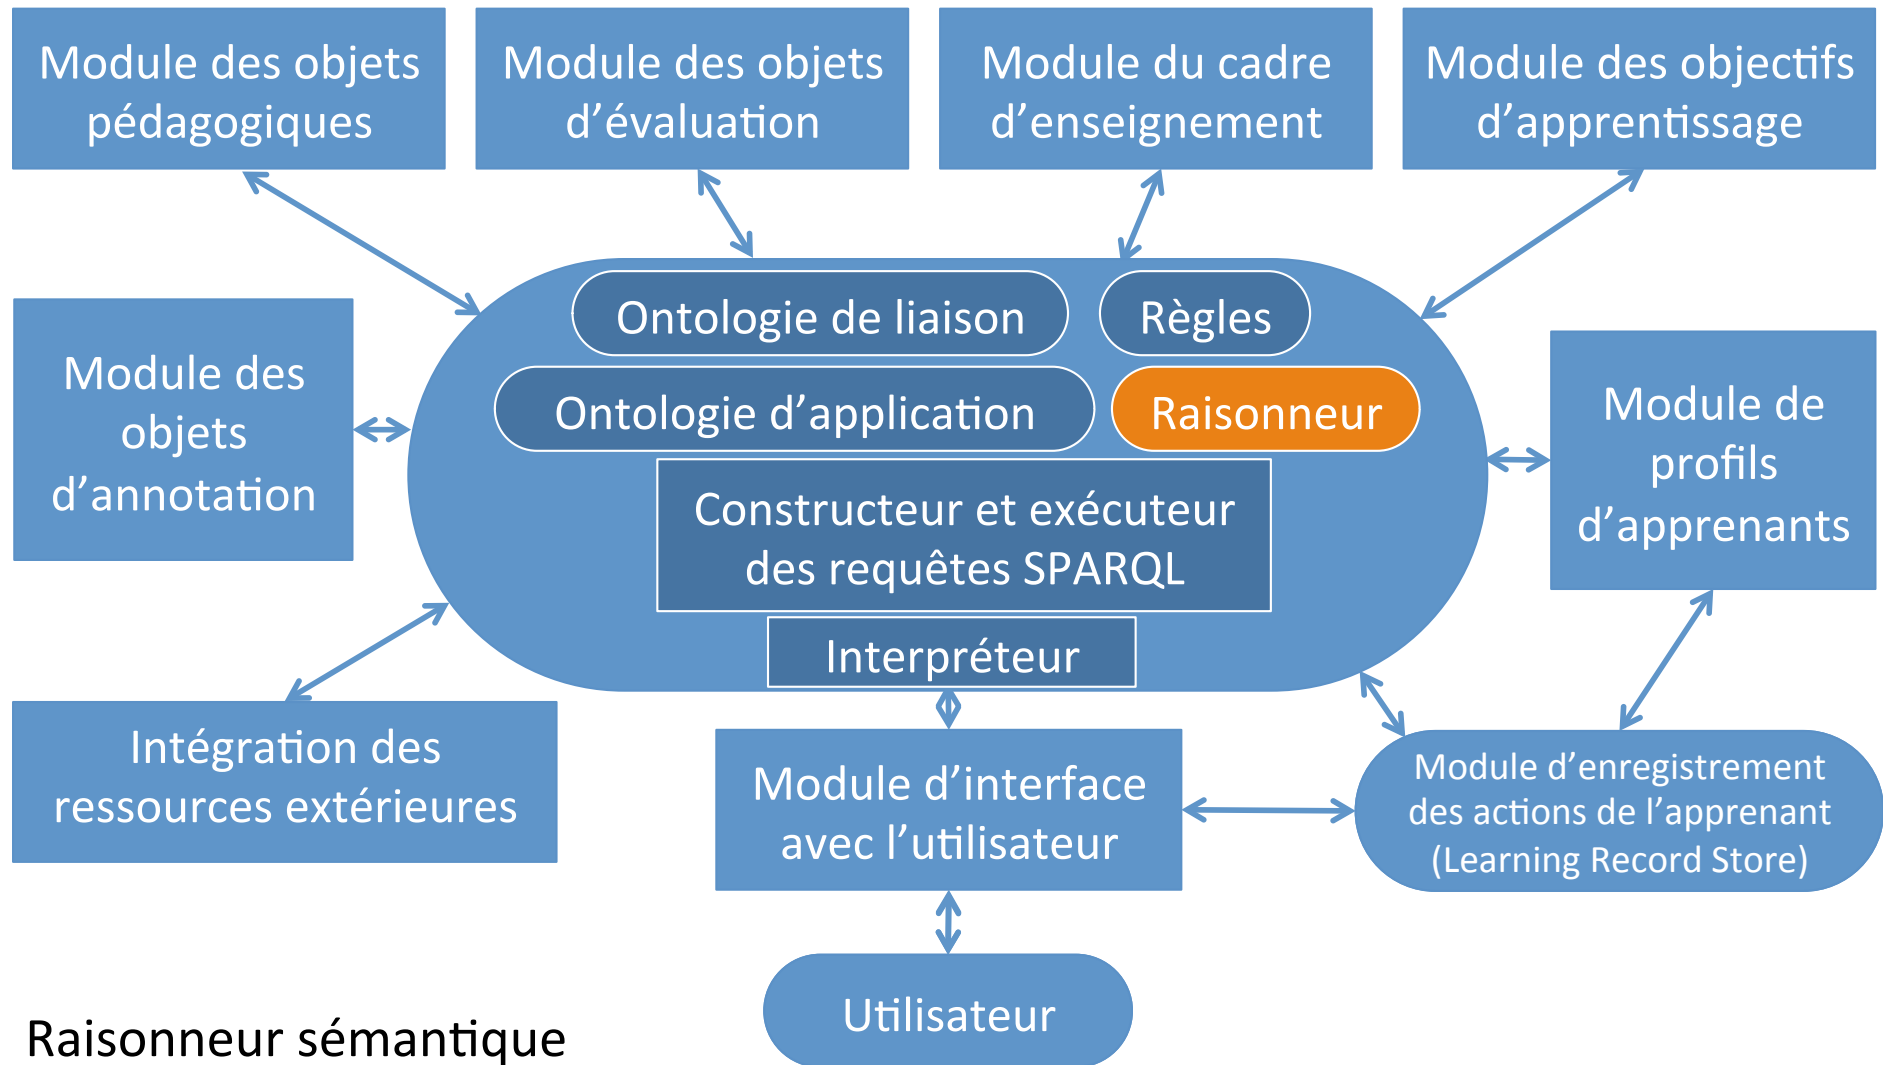 Module des objets
pédagogiques
Module des objets
d’évaluation
Module du cadre
d’enseignement
Module des objectifs
d’apprentissage
Ontologie de liaison
Règles
Ontologie d’application
Raisonneur
Module des
objets
d’annotation
Constructeur et exécuteur
des requêtes SPARQL
Interpréteur
Module de
profils
d’apprenants
Intégration des
ressources extérieures
Module d’interface
avec l’utilisateur
Module d’enregistrement
des actions de l’apprenant
(Learning Record Store)
Utilisateur
Raisonneur sémantique